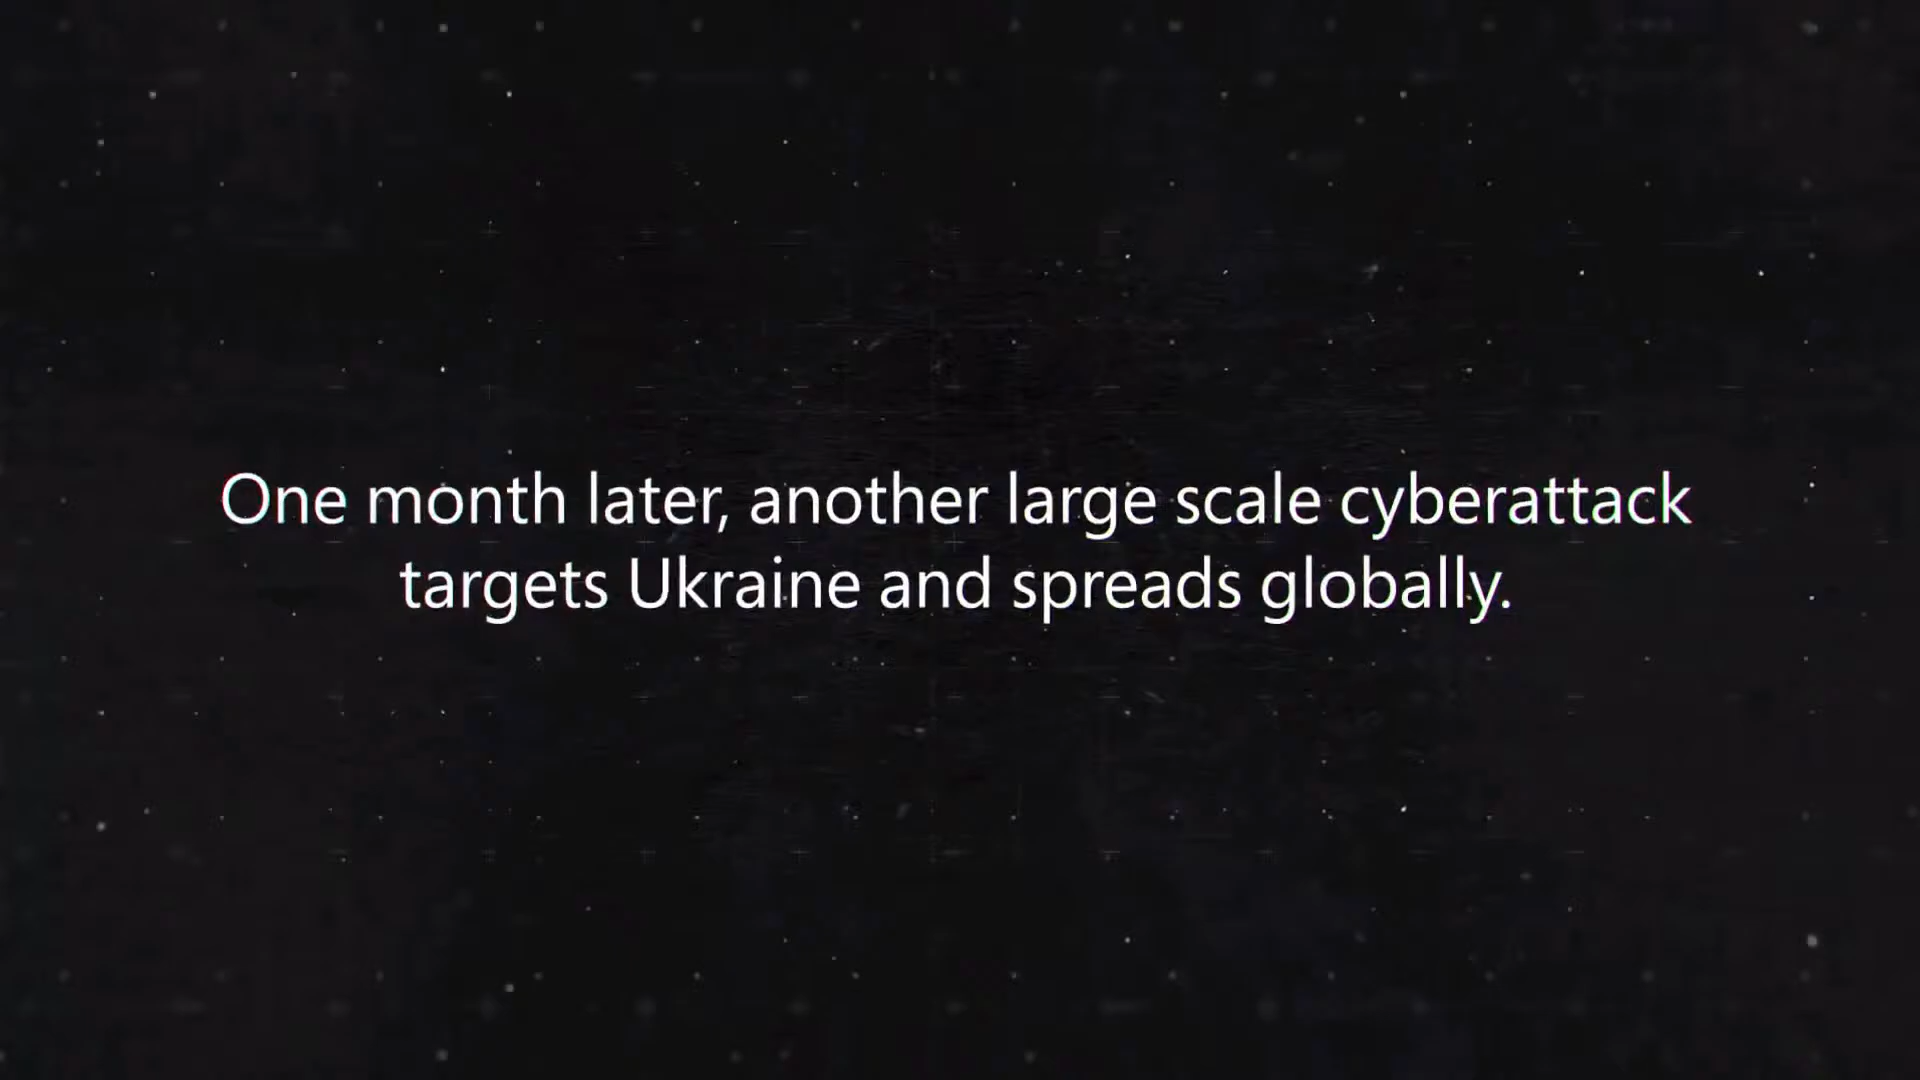 One month later, another large scale cyberattack
targets Ukraine and spreads globally.